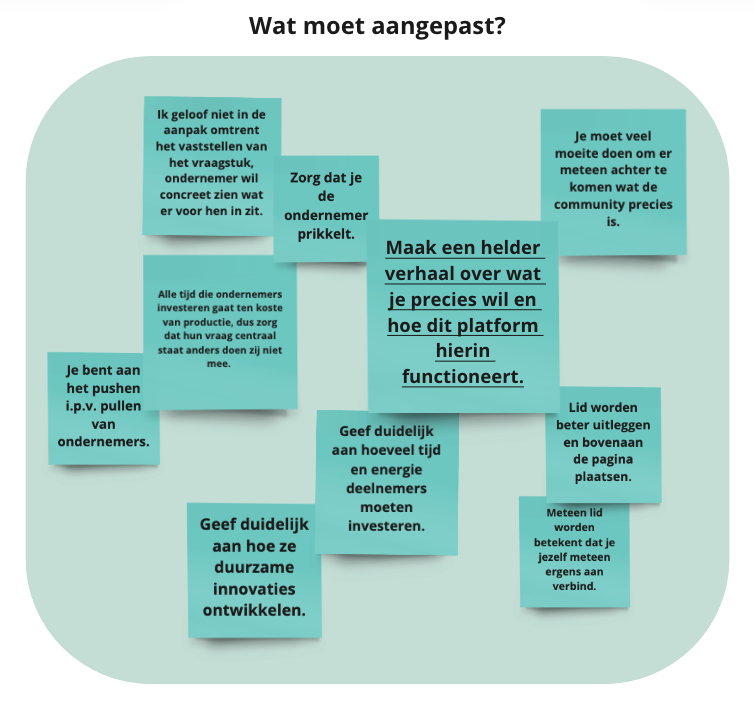 Wat moet aangepast?
Ik geloof niet in de
aanpak omtrent
het vaststellen van
het vraagstuk,
ondernemer wil
concreet zien wat
er voor hen in zit.
Zorg dat je
de
ondernemer
prikkelt.
Je moet veel
moeite doen om er
meteen achter te
komen wat de
community precies
is.
Maak een helder
verhaal over wat
je precies wil en
hoe dit platform
hierin
functioneert.
Alle tijd die ondernemers
investeren gaat ten koste
van productie, dus zorg
dat hun vraag centraal
staat anders doen zij niet
mee.
Je bent aan
het pushen
i.p.v. pullen
van
ondernemers.
Geef duidelijk
aan hoeveel tijd
en energie
deelnemers
moeten
investeren.
Lid worden
beter uitleggen
en bovenaan
de pagina
plaatsen.
Geef duidelijk
aan hoe ze
duurzame
innovaties
ontwikkelen.
Meteen lid
worden
betekent dat je
jezelf meteen
ergens aan
verbind.